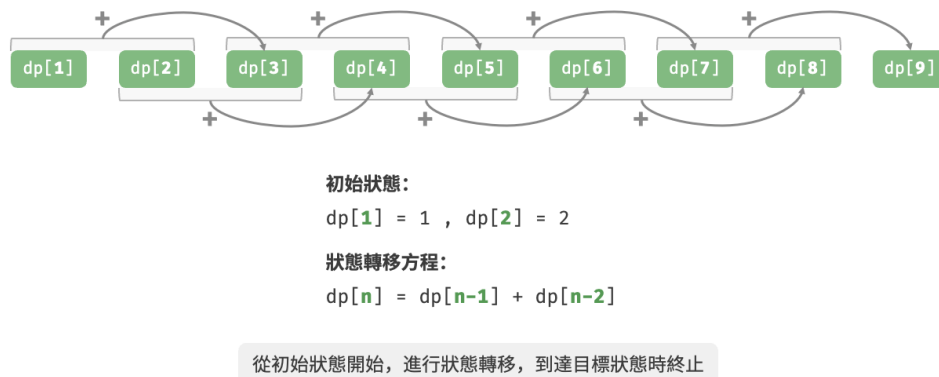 + + + +
dp[1] dp[2] dp[3] dp[4] dp[5] dp[6] dp[7] dp[8] dp[9]
+ + +
初始狀態：
dp[1] = 1 , dp[2] = 2
狀態轉移方程：
dp[n] = dp[n-1] + dp[n-2]
從初始狀態開始，進行狀態轉移，到達目標狀態時終止